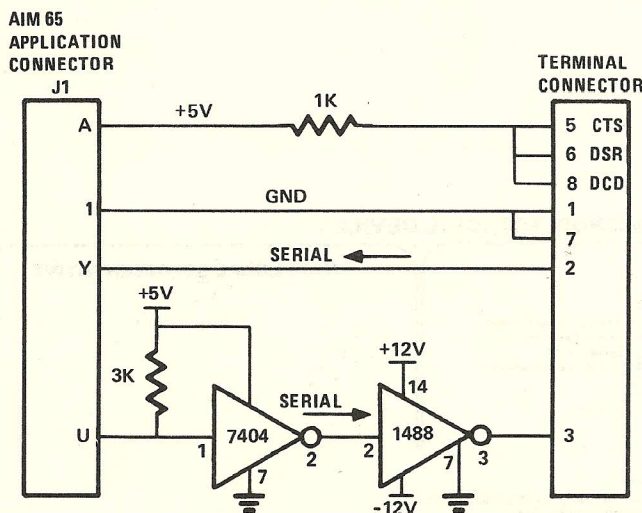 AIM 65
APPLICATION
CONNECTOR
J1
TERMINAL
CONNECTOR
A
+5V
1K
5 CTS
6 DSR
8 DCD
1
GND
1
7
Y
SERIAL
2
+5V
3K
+12V
14
SERIAL
U
1
7404
2
2
1488
3
3
7
7
-12V